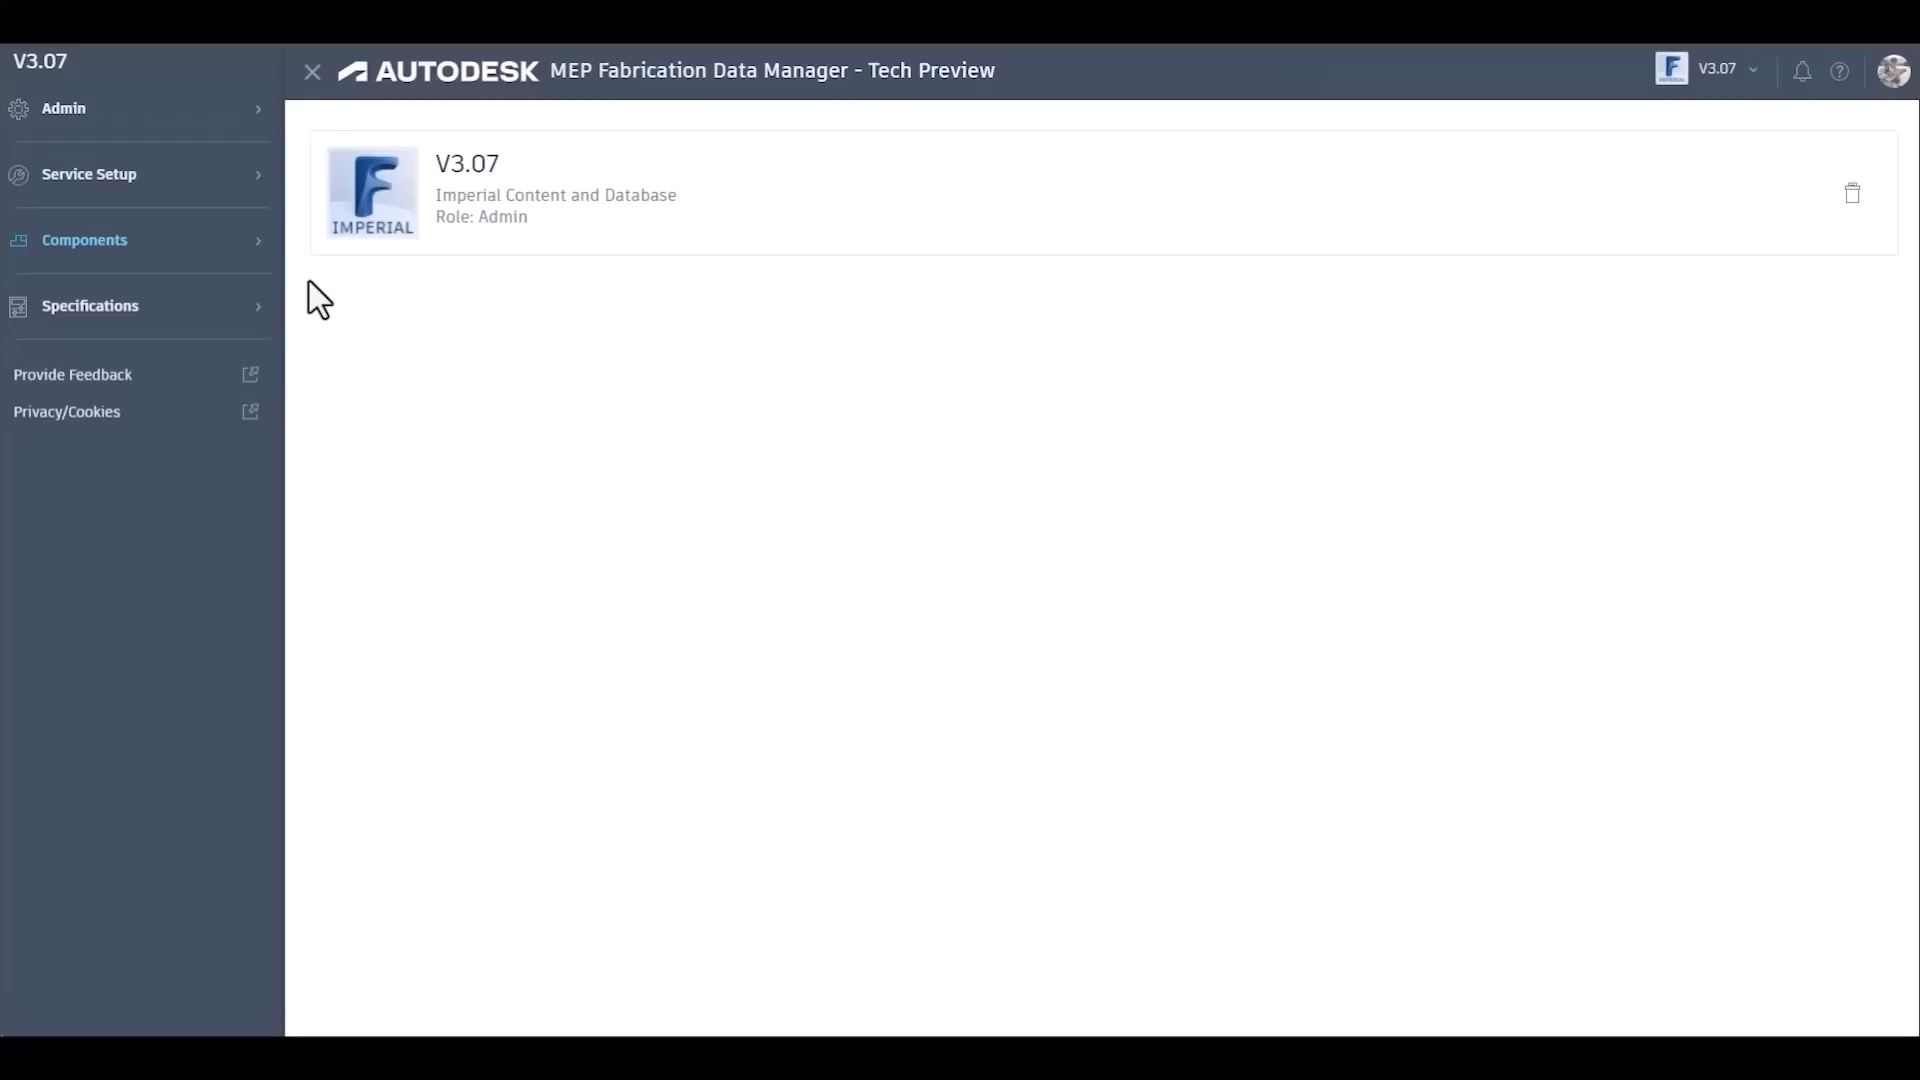 V3.07
Admin
Service Setup
Components
Specifications
Provide Feedback
Privacy/Cookies
AUTODESK MEP Fabrication Data Manager - Tech Preview
V3.07
V3.07
Imperial Content and Database
Role: Admin
IMPERIAL